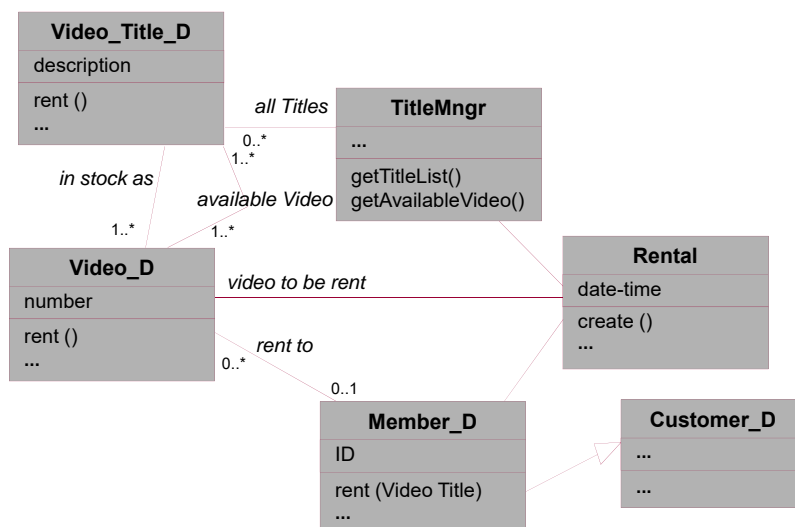 Video_Title_D
description
rent ()
...
all Titles
0..*
1..*
TitleMngr
...
getTitleList()
getAvailableVideo()
in stock as
available Video
1..*
1..*
Video_D
number
rent ()
...
video to be rent
Rental
date-time
create ()
...
rent to
0..*
0..1
Member_D
ID
rent (Video Title)
...
Customer_D
...
...